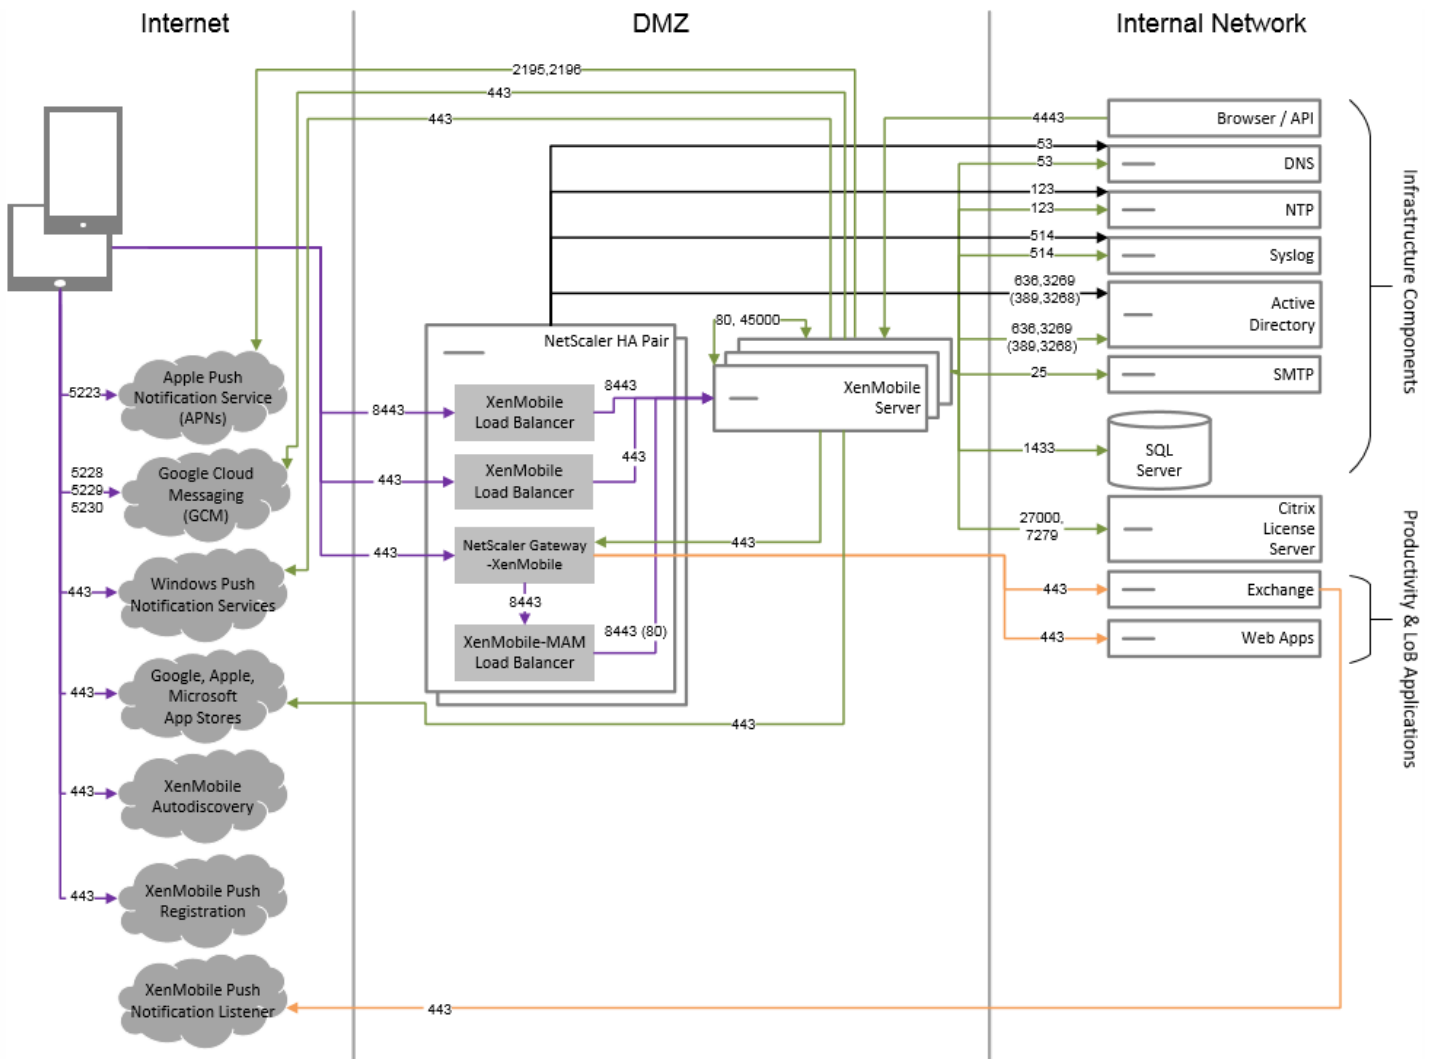 Internet
DMZ
Internal Network
2195,2196
443
443
4443
Browser / API
53
53
DNS
123
123
NTP
514
514
Syslog
636,3269
(389,3268)
636,3269
(389,3268)
Active
Directory
25
SMTP
1433
SQL
Server
27000,
7279
Citrix
License
Server
443
Exchange
443
Web Apps
Infrastructure Components
Productivity & LoB Applications
80, 45000
XenMobile
Server
NetScaler HA Pair
8443
XenMobile
Load Balancer
8443
443
XenMobile
Load Balancer
443
443
NetScaler Gateway
-XenMobile
443
8443
XenMobile-MAM
Load Balancer
8443 (80)
443
5223
Apple Push
Notification Service
(APNs)
5228
5229
5230
Google Cloud
Messaging
(GCM)
443
Windows Push
Notification Services
443
Google, Apple,
Microsoft
App Stores
443
XenMobile
Autodiscovery
443
XenMobile Push
Registration
XenMobile Push
Notification Listener
443